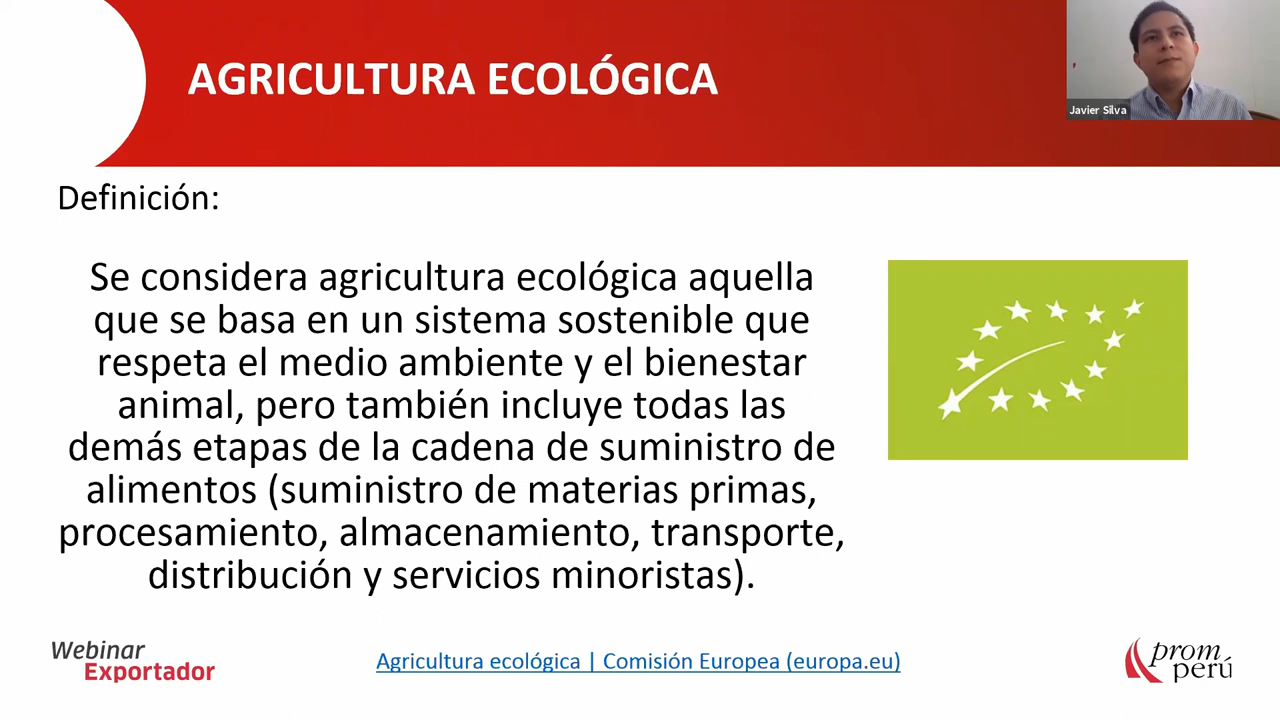 AGRICULTURA ECOLÓGICA
Javier Silva
Definición:
Se considera agricultura ecológica aquella
que se basa en un sistema sostenible que
respeta el medio ambiente y el bienestar
animal, pero también incluye todas las
demás etapas de la cadena de suministro de
alimentos (suministro de materias primas,
procesamiento, almacenamiento, transporte,
distribución y servicios minoristas).
Webinar
Exportador
Agricultura ecológica | Comisión Europea (europa.eu)
prom
perú